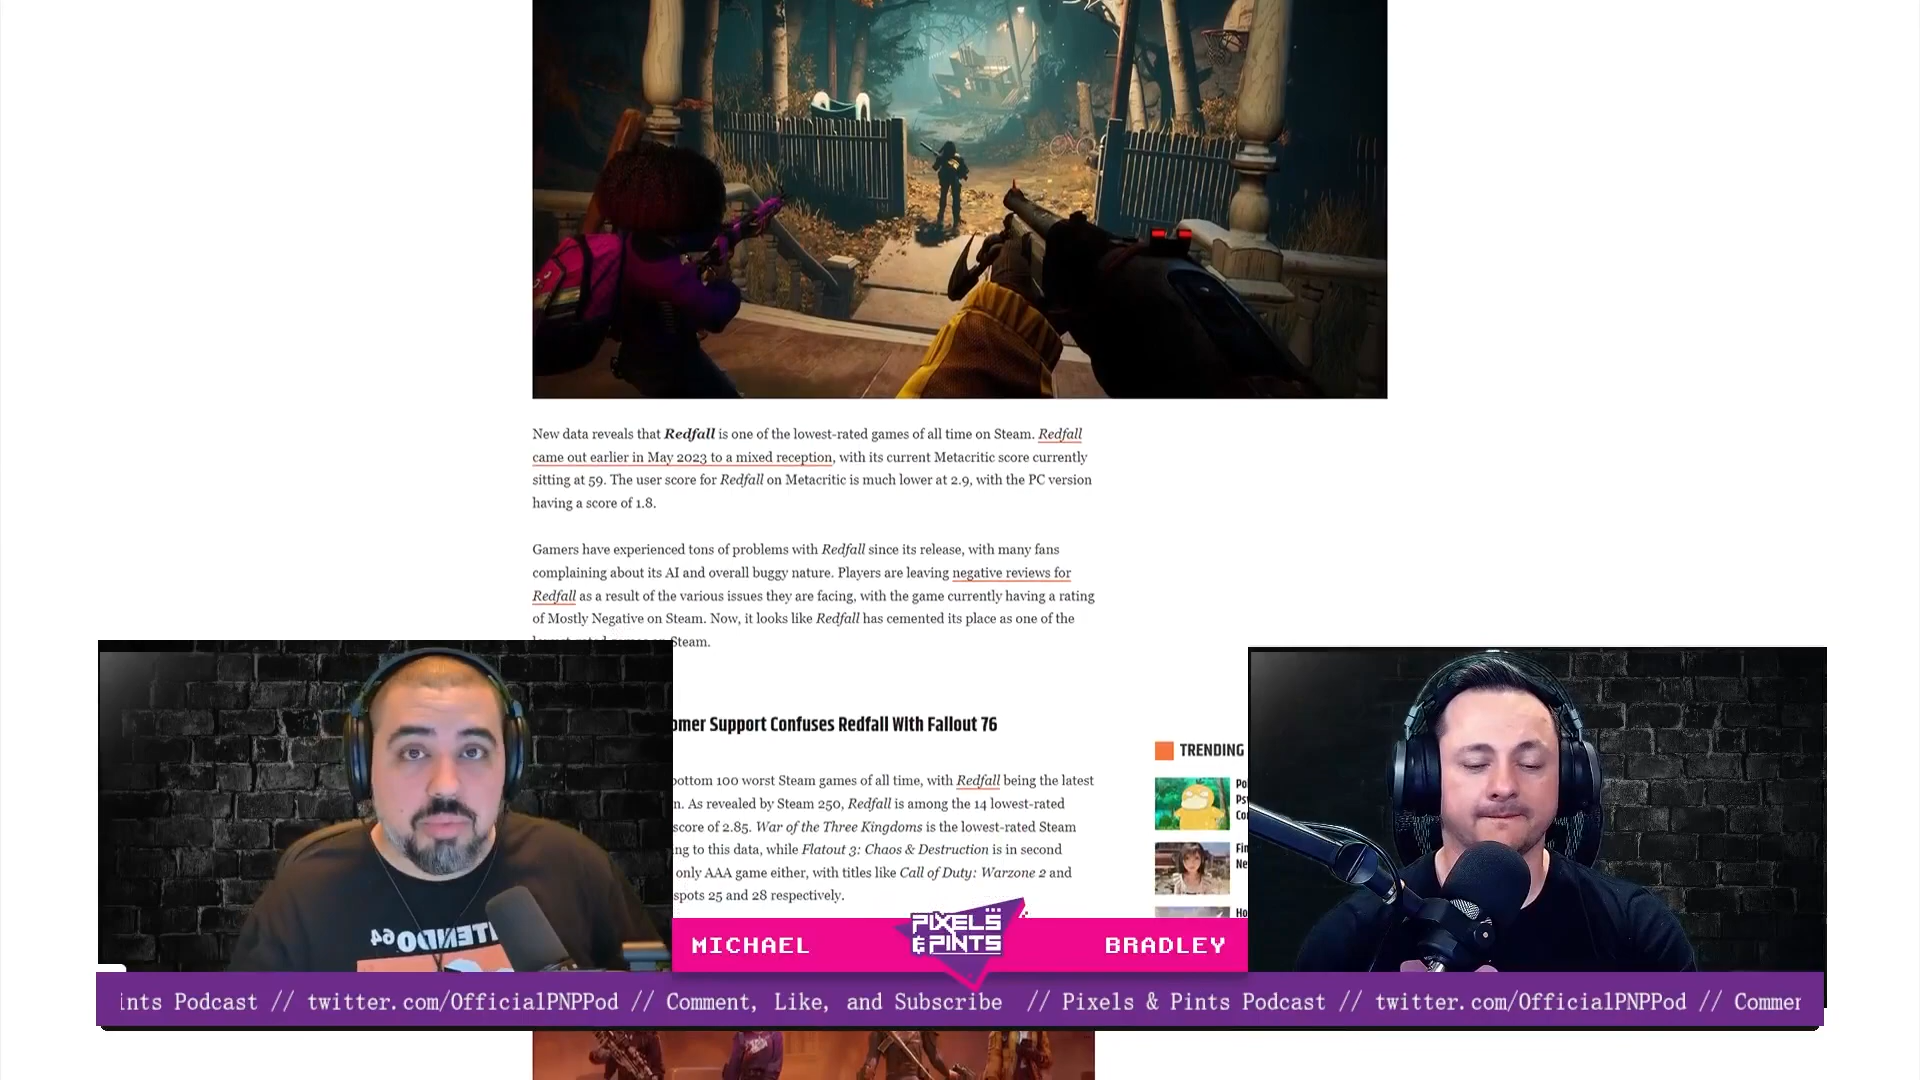 New data reveals that Redfall is one of the lowest-rated games of all time on Steam. Redfall
came out earlier in May 2023 to a mixed reception, with its current Metacritic score currently
sitting at 59. The user score for Redfall on Metacritic is much lower at 2.9, with the PC version
having a score of 1.8.
Gamers have experienced tons of problems with Redfall since its release, with many fans
complaining about its AI and overall buggy nature. Players are leaving negative reviews for
Redfall as a result of the various issues they are facing, with the game currently having a rating
of Mostly Negative on Steam. Now, it looks like Redfall has cemented its place as one of the
Steam.
omer Support Confuses Redfall With Fallout 76
TRENDING
bottom 100 worst Steam games of all time, with Redfall being the latest
n. As revealed by Steam 250, Redfall is among the 14 lowest-rated
score of 2.85. War of the Three Kingdoms is the lowest-rated Steam
ng to this data, while Flatout 3: Chaos & Destruction is in second
only AAA game either, with titles like Call of Duty: Warzone 2 and
spots 25 and 28 respectively.
Po
Ps
Co
Fin
Ne
Ho
TENDO 64
PIXELS
& PINTS
MICHAEL
BRADLEY
ints Podcast // twitter.com/OfficialPNPPod // Comment, Like, and Subscribe // Pixels & Pints Podcast // twitter.com/OfficialPNPPod // Commer